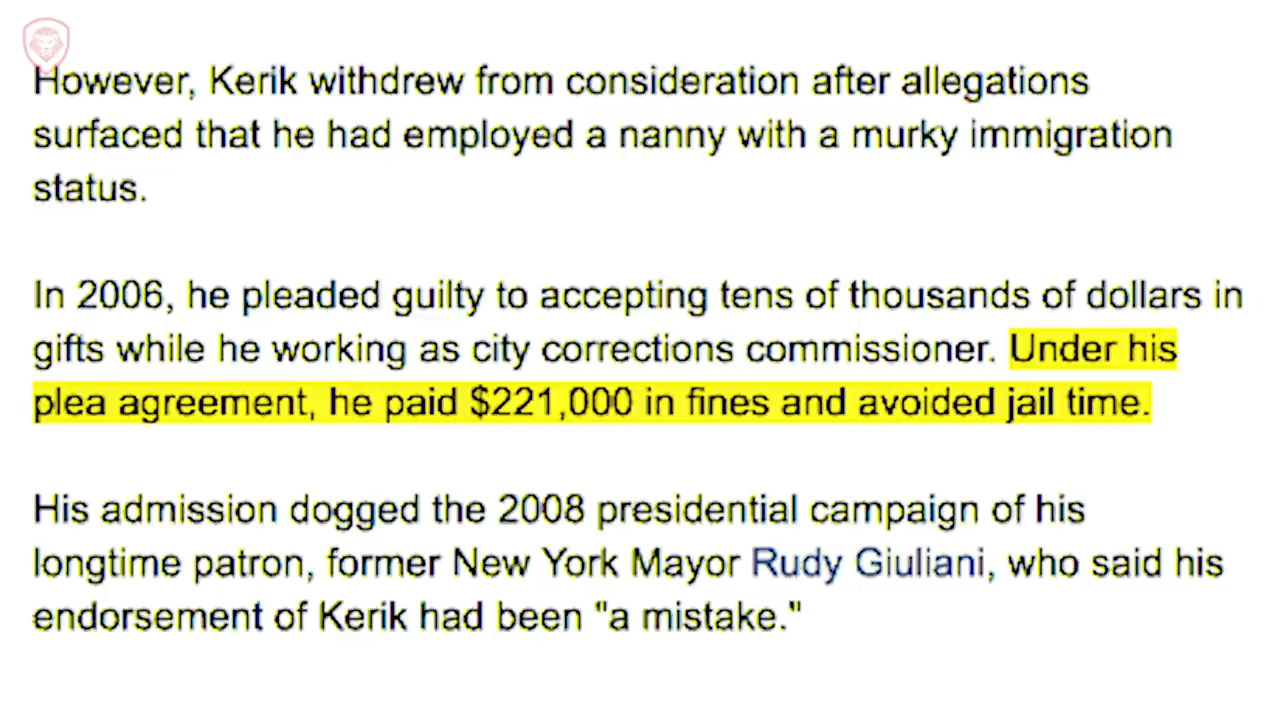 However, Kerik withdrew from consideration after allegations
surfaced that he had employed a nanny with a murky immigration
status.
In 2006, he pleaded guilty to accepting tens of thousands of dollars in
gifts while he working as city corrections commissioner. Under his
plea agreement, he paid $221,000 in fines and avoided jail time.
His admission dogged the 2008 presidential campaign of his
longtime patron, former New York Mayor Rudy Giuliani, who said his
endorsement of Kerik had been "a mistake."